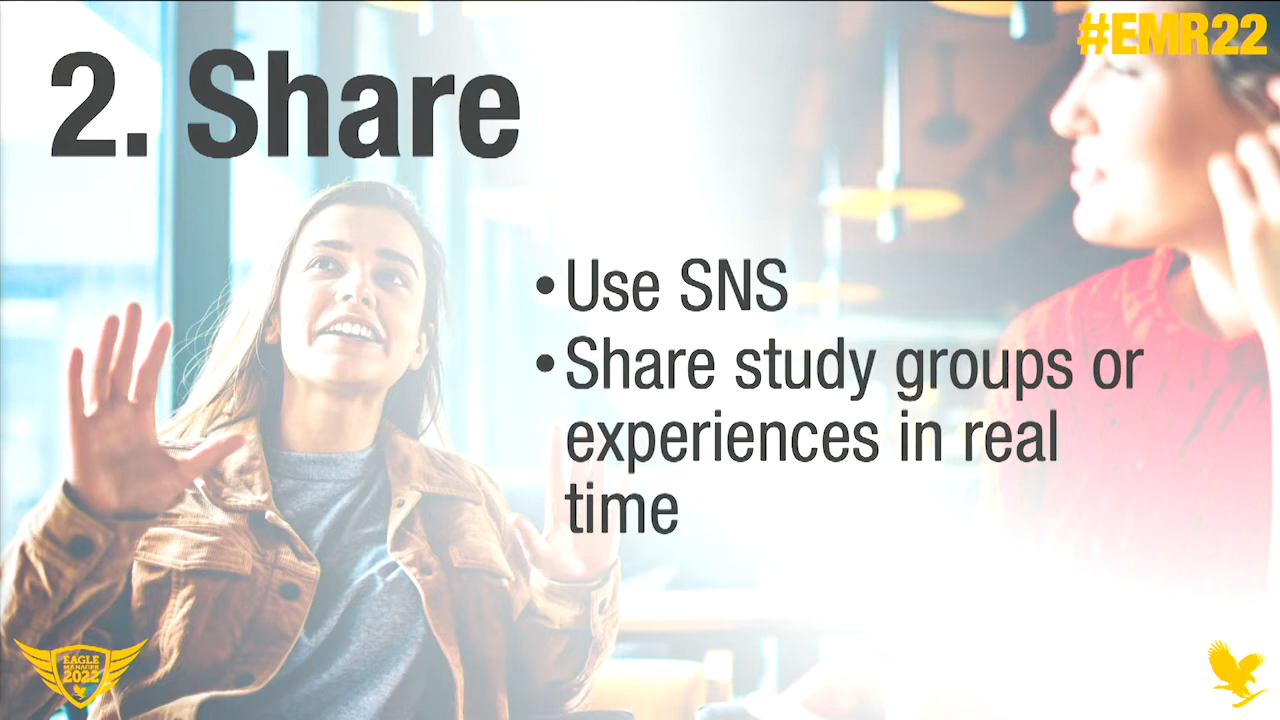 #EMR22
2. Share
• Use SNS
• Share study groups or
experiences in real
time
EAGLE
MANAGER
2022